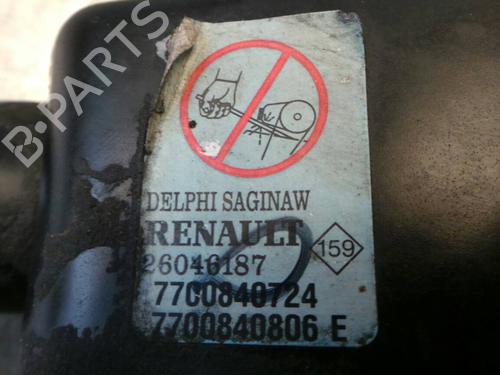 B-PARTS
DELPHI SAGINAW
RENAULT
159
26046187
7700840724
7700840806 E